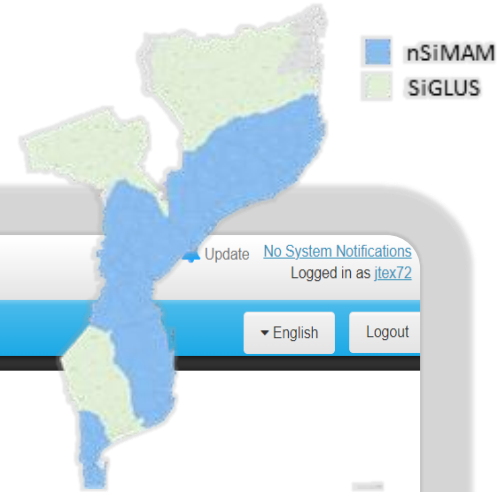 nSiMAM
SiGLUS
Update No System Notifications
Logged in as jtex72
English Logout